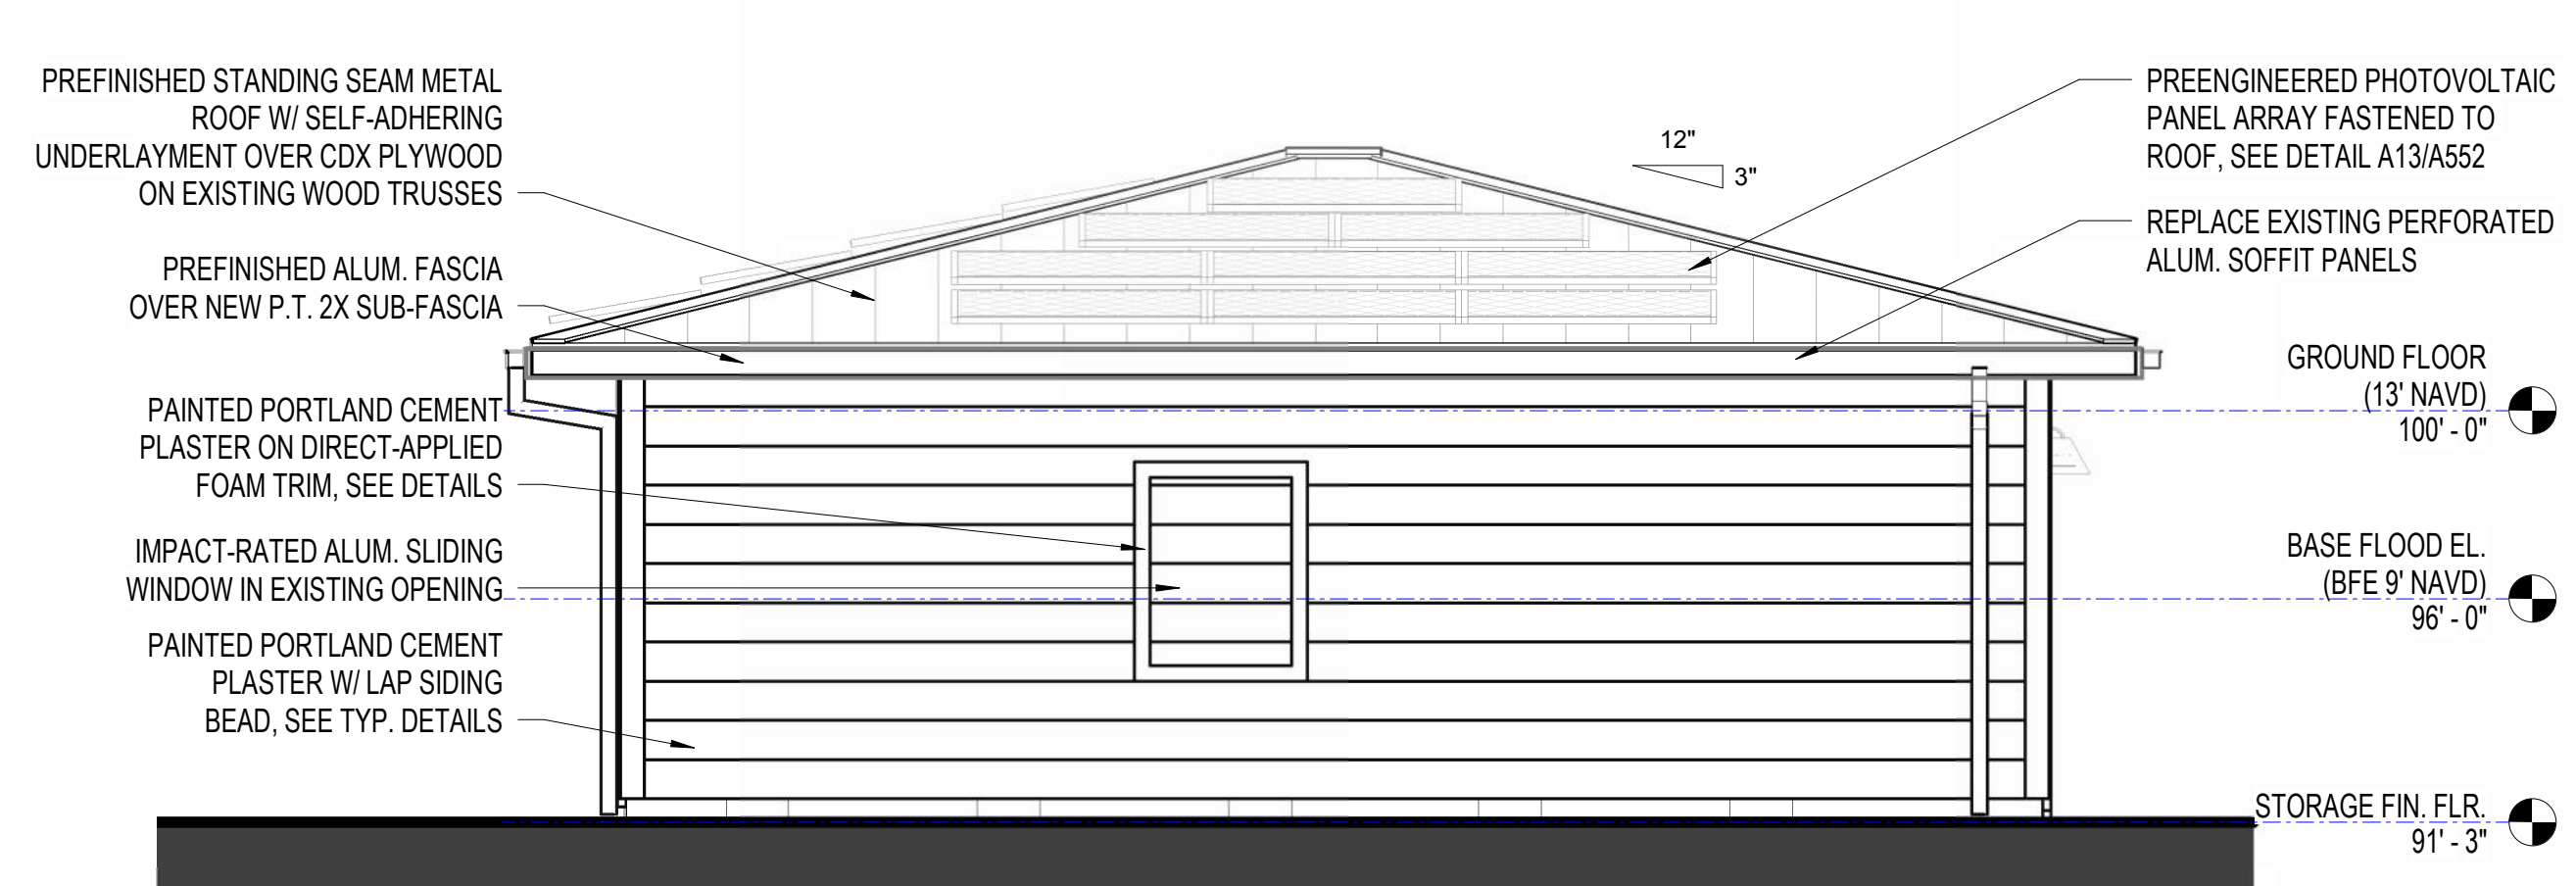 PREFINISHED STANDING SEAM METAL
ROOF W/ SELF-ADHERING
UNDERLAYMENT OVER CDX PLYWOOD
ON EXISTING WOOD TRUSSES
PREFINISHED ALUM. FASCIA
OVER NEW P.T. 2X SUB-FASCIA
PAINTED PORTLAND CEMENT
PLASTER ON DIRECT-APPLIED
FOAM TRIM, SEE DETAILS
IMPACT-RATED ALUM. SLIDING
WINDOW IN EXISTING OPENING
PAINTED PORTLAND CEMENT
PLASTER W/ LAP SIDING
BEAD, SEE TYP. DETAILS
12"
3"
PREENGINEERED PHOTOVOLTAIC
PANEL ARRAY FASTENED TO
ROOF, SEE DETAIL A13/A552
REPLACE EXISTING PERFORATED
ALUM. SOFFIT PANELS
GROUND FLOOR
(13' NAVD)
100' - 0"
BASE FLOOD EL.
(BFE 9' NAVD)
96' - 0"
STORAGE FIN. FLR.
91' - 3"